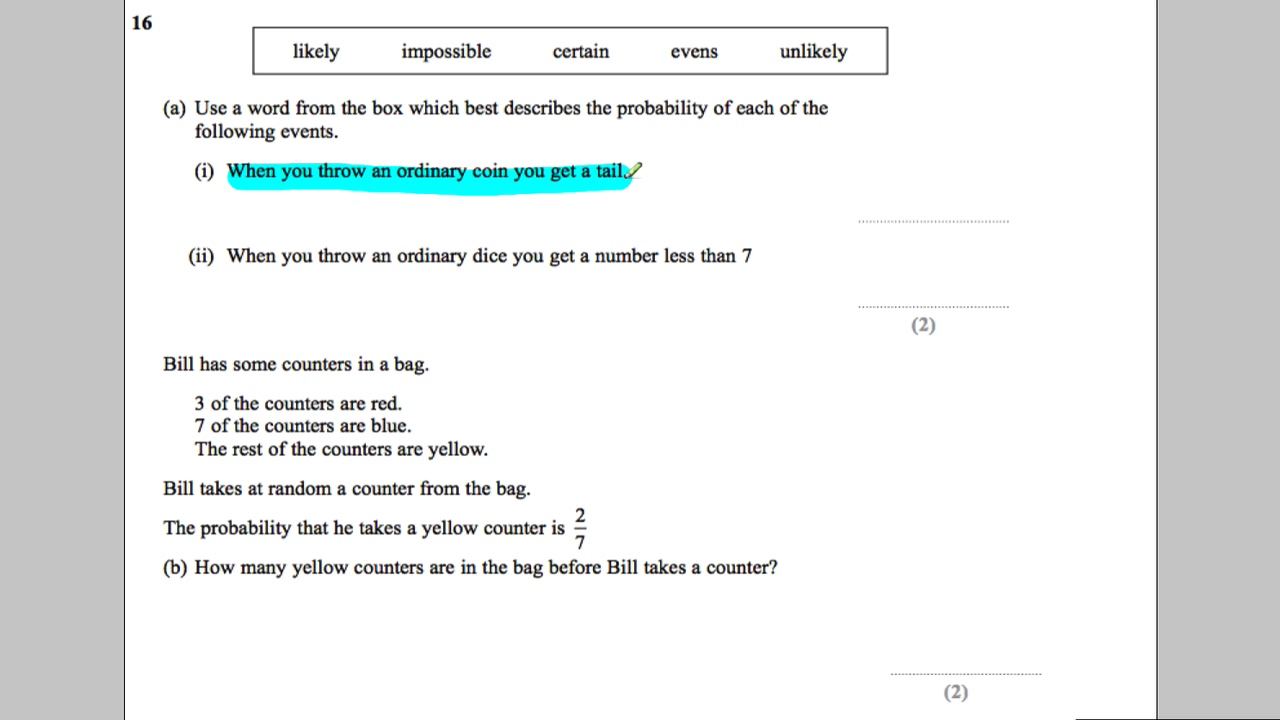 16
likely impossible certain evens unlikely
(a) Use a word from the box which best describes the probability of each of the
following events.
(i) When you throw an ordinary coin you get a tail.
(ii) When you throw an ordinary dice you get a number less than 7
(2)
Bill has some counters in a bag.
3 of the counters are red.
7 of the counters are blue.
The rest of the counters are yellow.
Bill takes at random a counter from the bag.
The probability that he takes a yellow counter is 2/7
(b) How many yellow counters are in the bag before Bill takes a counter?
(2)